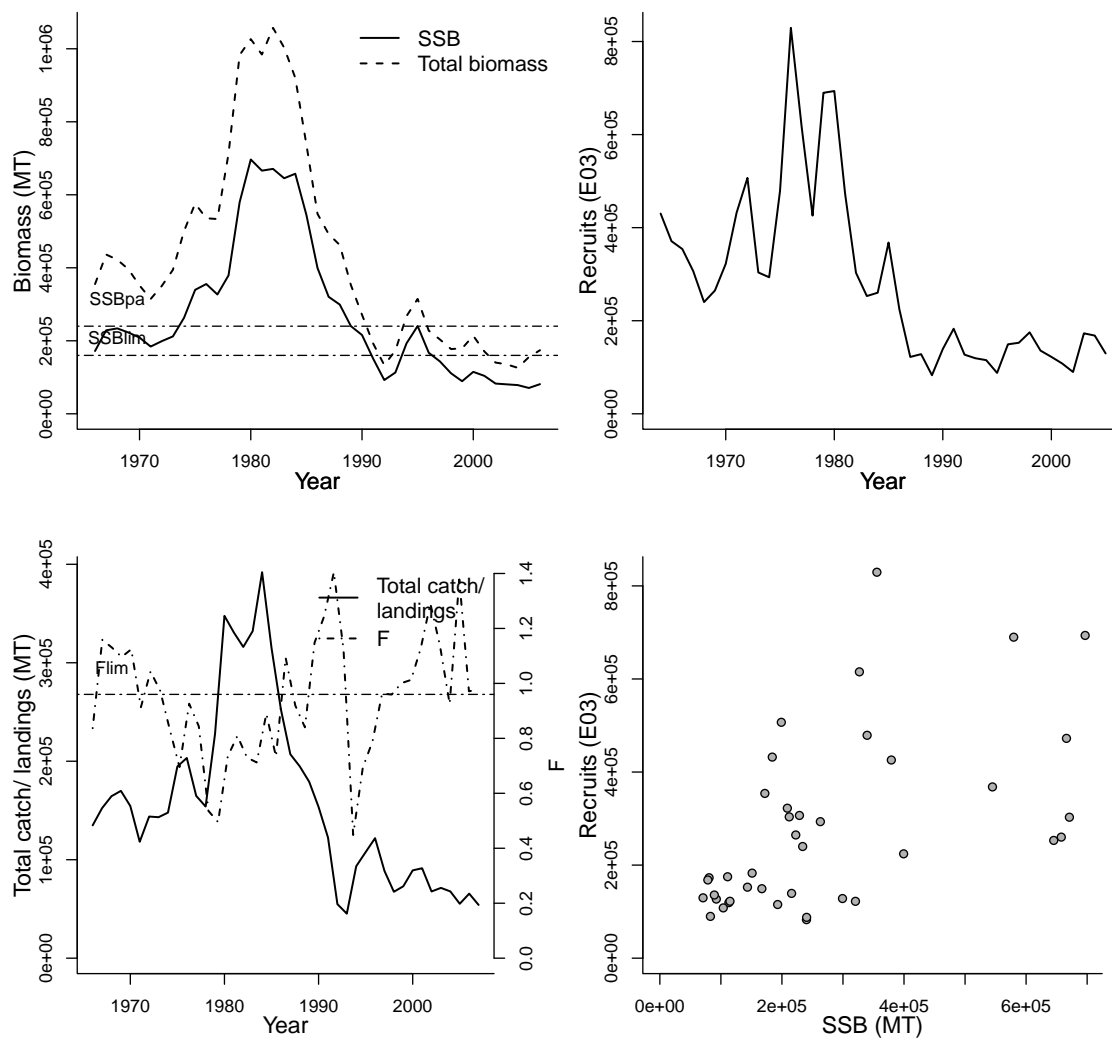 SSB
Total biomass
Biomass (MT)
0e+00 2e+05 4e+05 6e+05 8e+05 1e+06
SSBpa
SSBlim
1970 1980 1990 2000
Year
Recruits (E03)
0e+00 2e+05 4e+05 6e+05 8e+05
1970 1980 1990 2000
Year
Total catch/ landings (MT)
0e+00 1e+05 2e+05 3e+05 4e+05
Total catch/
landings
F
Flim
0.0 0.2 0.4 0.6 0.8 1.0 1.2 1.4
F
1970 1980 1990 2000
Year
Recruits (E03)
0e+00 2e+05 4e+05 6e+05 8e+05
0e+00 2e+05 4e+05 6e+05
SSB (MT)